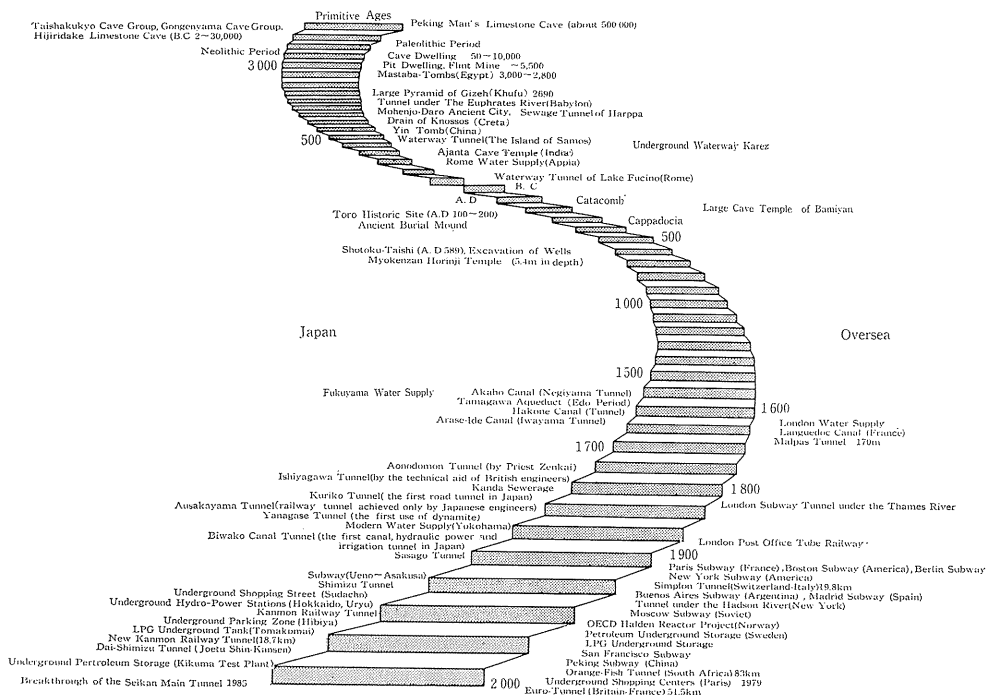 Primitive Ages
Taishakukyo Cave Group, Gongenyama Cave Group,
Hijiridake Limestone Cave (B.C 2~30,000)
Peking Man's Limestone Cave (about 500 000)
Neolithic Period
3 000
Paleolithic Period
Cave Dwelling 50~10,000
Pit Dwelling, Flint Mine ~5,500
Mastaba-Tombs(Egypt) 3,000~2,800
Large Pyramid of Gizeh(Khufu) 2690
Tunnel under The Euphrates River(Babylon)
Mohenjo-Daro Ancient City, Sewage Tunnel of Harppa
Drain of Knossos (Creta)
Yin Tomb(China)
500
Waterway Tunnel(The Island of Samos)
Underground Waterway Karez
Ajanta Cave Temple (India)
Rome Water Supply(Appia)
Waterway Tunnel of Lake Fucino(Rome)
B. C
A. D
Catacomb
Large Cave Temple of Bamiyan
Toro Historic Site (A.D 100~200)
Ancient Burial Mound
Cappadocia
500
Shotoku-Taishi (A. D 589), Excavation of Wells
Myokenzan Horinji Temple (5.4m in depth)
1 000
Japan
Oversea
1 500
Fukuyama Water Supply
Akaho Canal (Negiyama Tunnel)
Tamagawa Aqueduct (Edo Period)
Hakone Canal (Tunnel)
Arase-Ide Canal (Iwayama Tunnel)
1 600
London Water Supply
Languedoc Canal (France)
Malpas Tunnel 170m
1 700
Aonodomon Tunnel (by Priest Zenkai)
Ishiyagawa Tunnel(by the technical aid of British engineers)
Kanda Sewerage
1 800
Kuriko Tunnel( the first road tunnel in Japan)
Ausakayama Tunnel(railway tunnel achieved only by Japanese engineers)
London Subway Tunnel under the Thames River
Yanagase Tunnel (the first use of dynamite)
Modern Water Supply(Yokohama)
Biwako Canal Tunnel (the first canal, hydraulic power and
irrigation tunnel in Japan)
London Post Office Tube Railway
Sasago Tunnel
1 900
Paris Subway (France), Boston Subway (America), Berlin Subway
New York Subway (America)
Subway(Ueno~Asakusa)
Shimizu Tunnel
Simplon Tunnel(Switzerland-Italy)19.8km
Underground Shopping Street (Sudacho)
Buenos Aires Subway (Argentina) , Madrid Subway (Spain)
Underground Hydro-Power Stations (Hokkaido, Uryu)
Tunnel under the Hadson River(New York)
Kanmon Railway Tunnel
Moscow Subway (Soviet)
Underground Parking Zone (Hibiya)
OECD Halden Reactor Project(Norway)
LPG Underground Tank(Tomakomai)
Petroleum Underground Storage (Sweden)
New Kanmon Railway Tunnel(18.7km)
LPG Underground Storage
Dai-Shimizu Tunnel (Joetu Shin-Kansen)
San Francisco Subway
Underground Pertroleum Storage (Kikuma Test Plant)
Peking Subway (China)
Orange-Fish Tunnel (South Africa) 83km
Breakthrough of the Seikan Main Tunnel 1985
2 000
Underground Shopping Centers (Paris) 1979
Euro-Tunnel (Britain-France) 51.5km